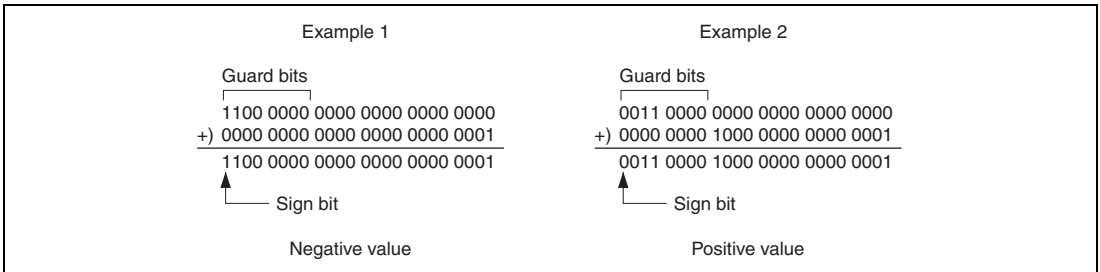 Example 1
Guard bits
1100 0000 0000 0000 0000 0000
+) 0000 0000 0000 0000 0000 0001
1100 0000 0000 0000 0000 0001
Sign bit
Negative value
Example 2
Guard bits
0011 0000 0000 0000 0000 0000
+) 0000 0000 1000 0000 0000 0001
0011 0000 1000 0000 0000 0001
Sign bit
Positive value